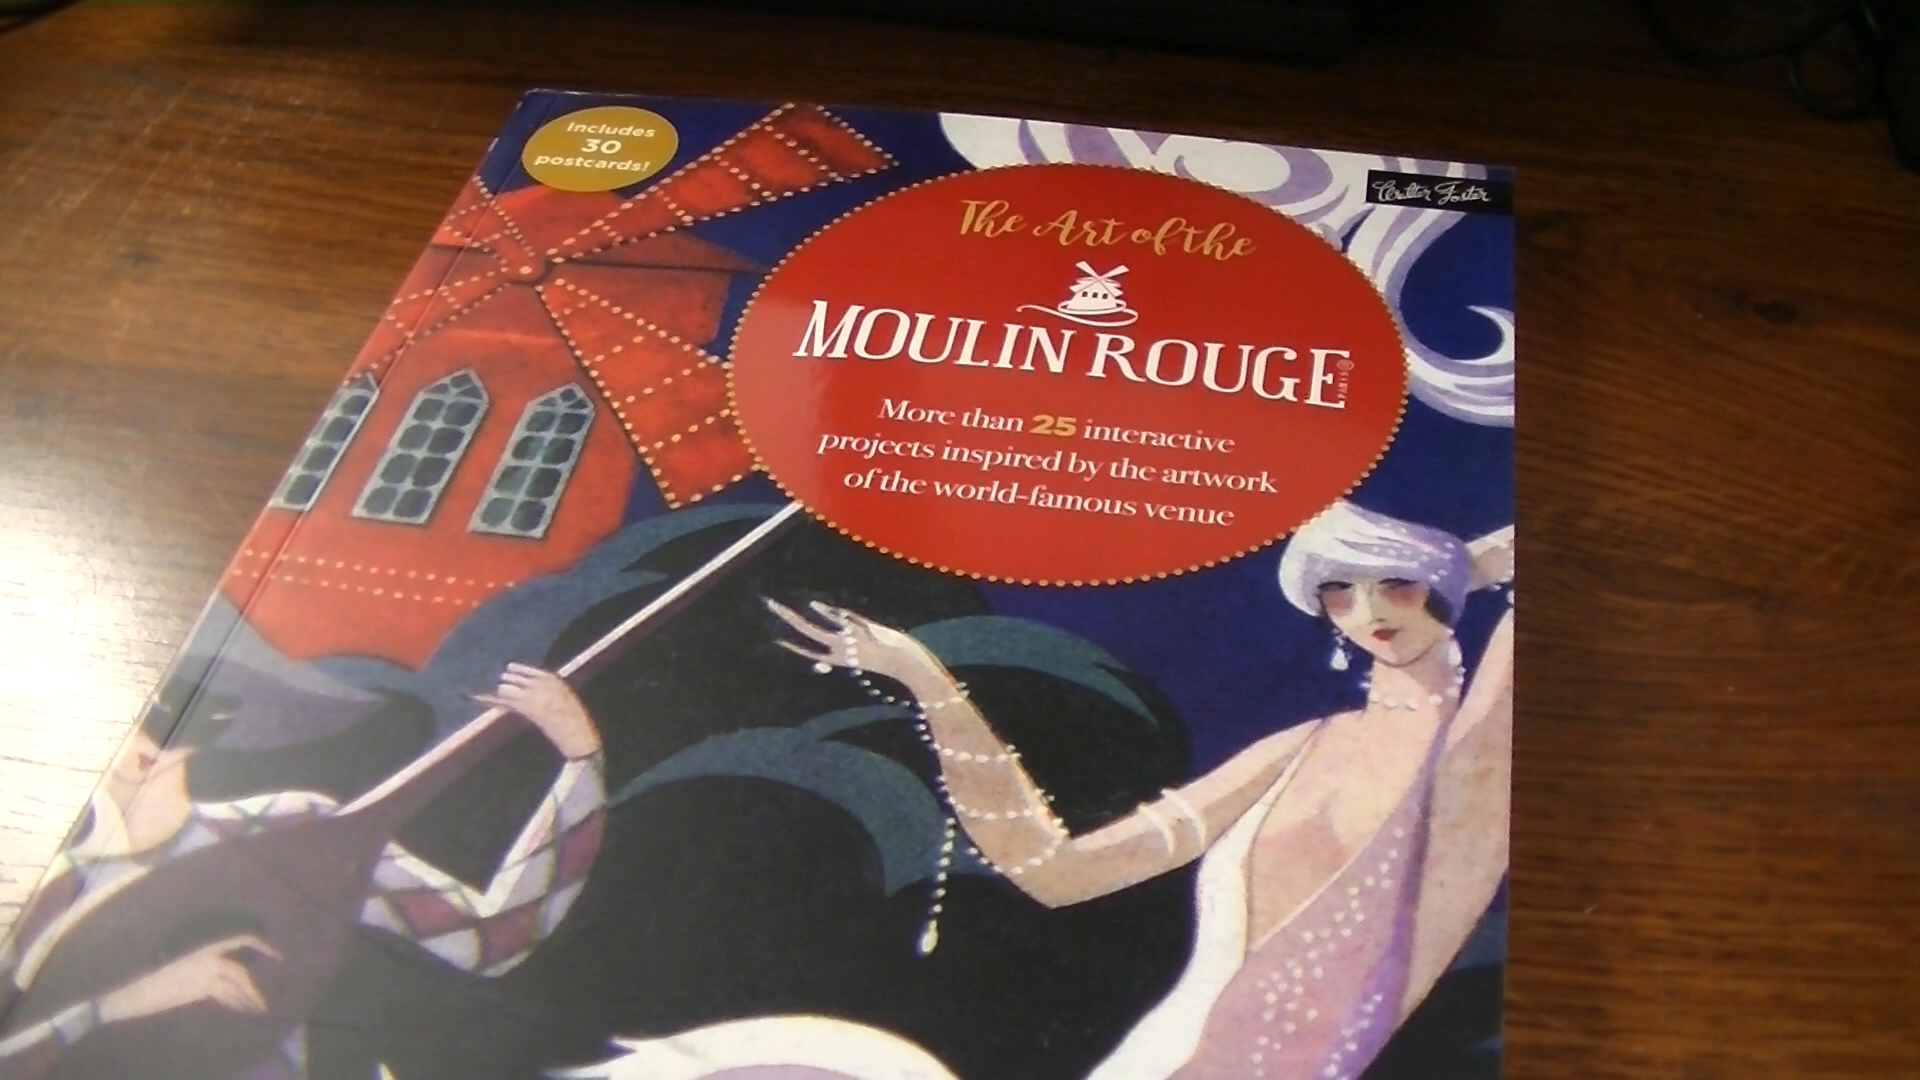 Includes
30
postcards!
Walter Foster
The Art of the
MOULIN ROUGE
More than 25 interactive
projects inspired by the artwork
of the world-famous venue